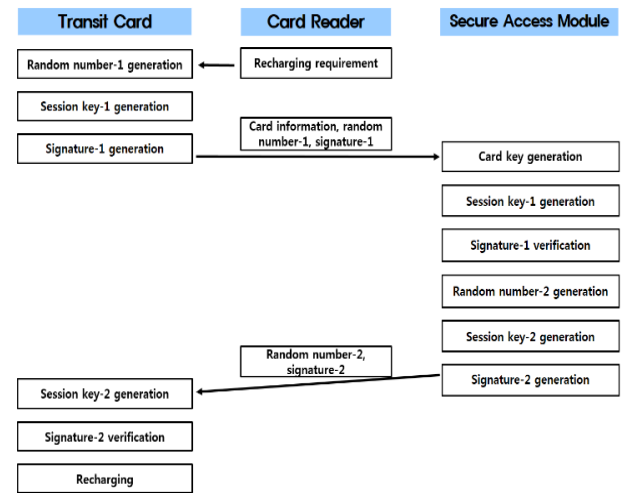 Transit Card
Card Reader
Secure Access Module
Random number-1 generation
Recharging requirement
Session key-1 generation
Signature-1 generation
Card information, random
number-1, signature-1
Card key generation
Session key-1 generation
Signature-1 verification
Random number-2 generation
Session key-2 generation
Signature-2 generation
Random number-2,
signature-2
Session key-2 generation
Signature-2 verification
Recharging